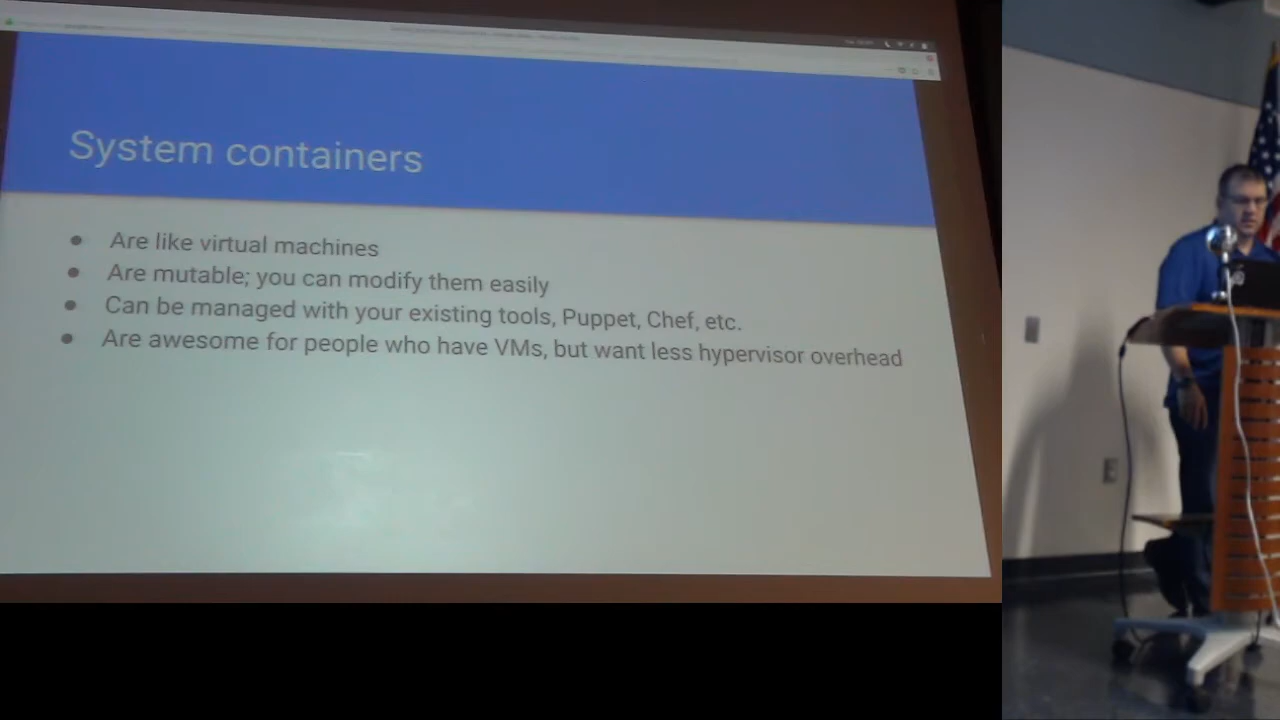 System containers
Are like virtual machines
Are mutable; you can modify them easily
Can be managed with your existing tools, Puppet, Chef, etc.
Are awesome for people who have VMs, but want less hypervisor overhead